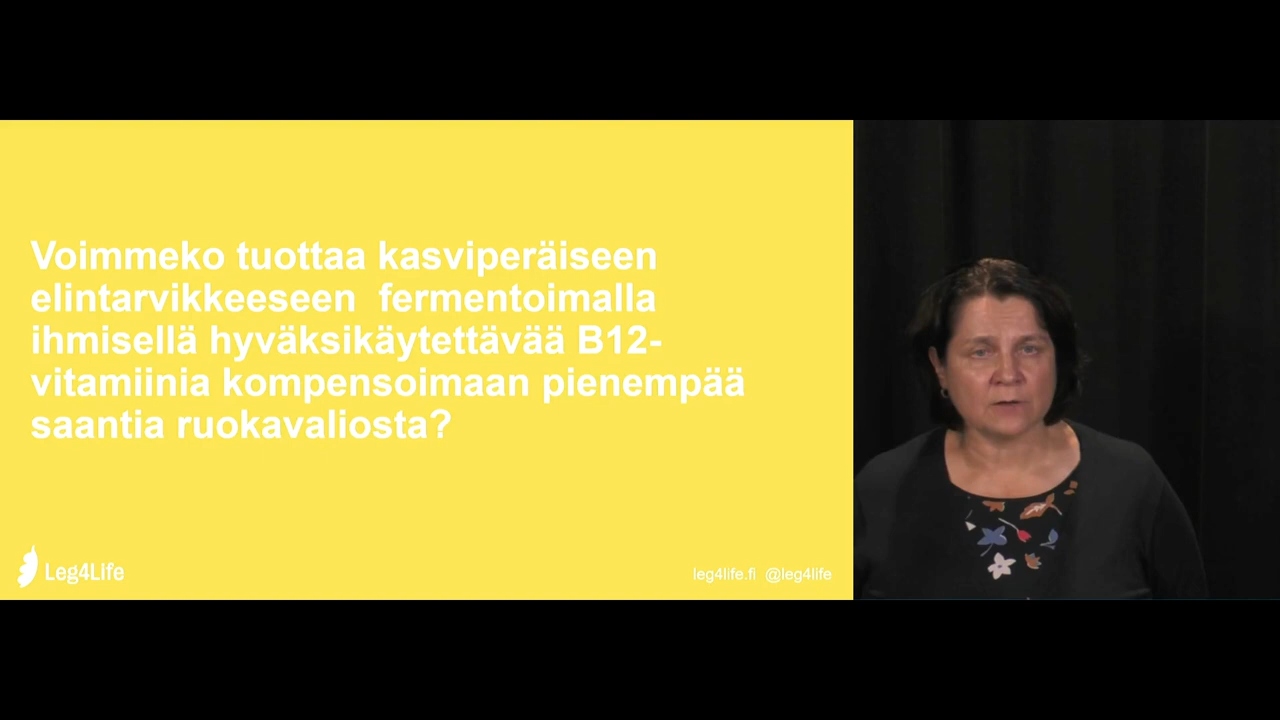 Voimmeko tuottaa kasviperäiseen
elintarvikkeeseen  fermentoimalla
ihmisellä hyväksikäytettävää B12-
vitamiinia kompensoimaan pienempää
saantia ruokavaliosta?
Leg4Life
leg4life.fi  @leg4life